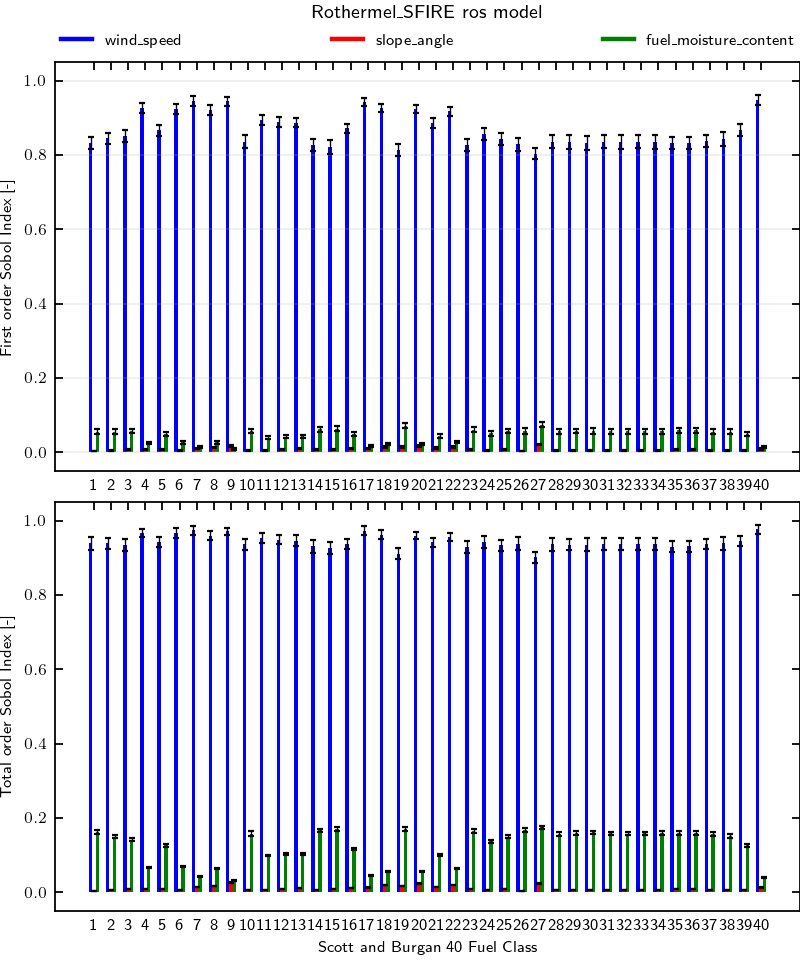 Rothermel_SFIRE ros model
wind_speed slope_angle fuel_moisture_content
First order Sobol Index [-]
1.0
0.8
0.6
0.4
0.2
0.0
1 2 3 4 5 6 7 8 9 10 11 12 13 14 15 16 17 18 19 20 21 22 23 24 25 26 27 28 29 30 31 32 33 34 35 36 37 38 39 40
Total order Sobol Index [-]
1.0
0.8
0.6
0.4
0.2
0.0
1 2 3 4 5 6 7 8 9 10 11 12 13 14 15 16 17 18 19 20 21 22 23 24 25 26 27 28 29 30 31 32 33 34 35 36 37 38 39 40
Scott and Burgan 40 Fuel Class